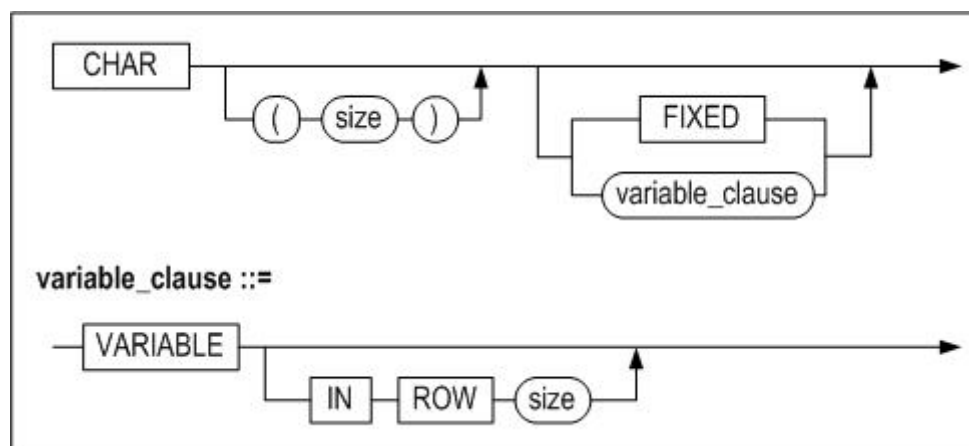 CHAR
( size )
FIXED
variable_clause
variable_clause ::=
VARIABLE
IN ROW size